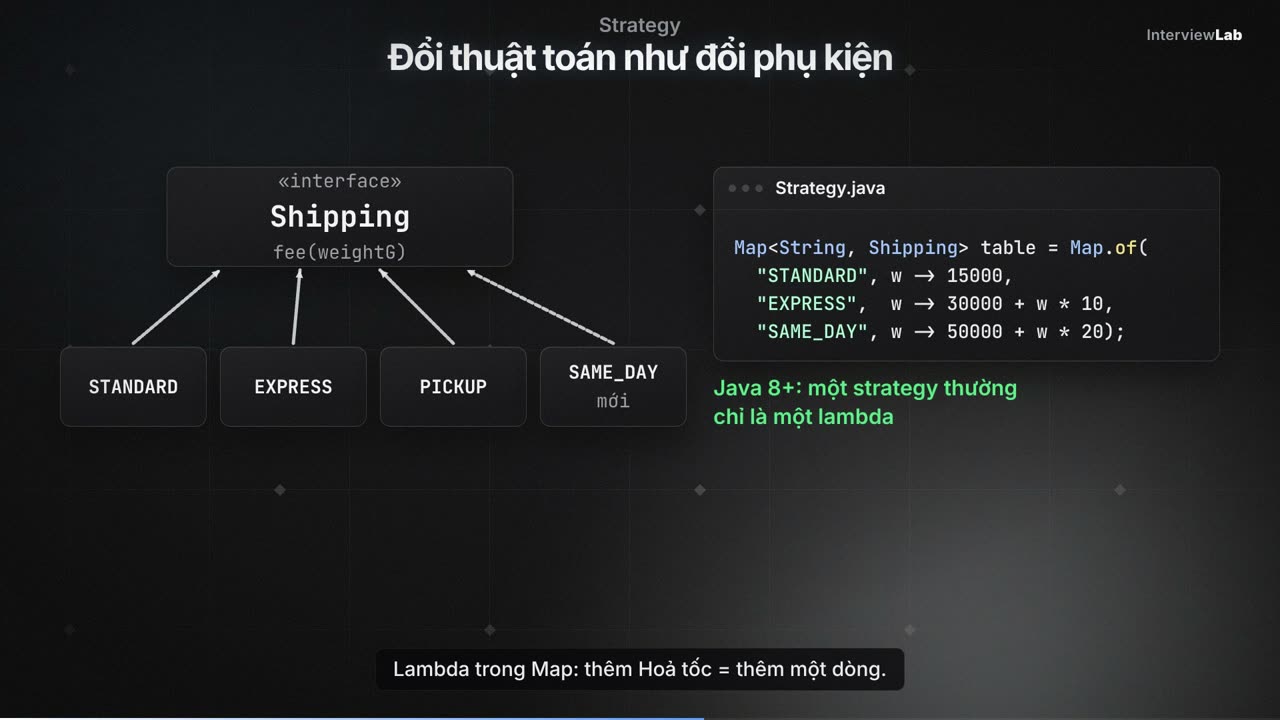 Strategy
Đổi thuật toán như đổi phụ kiện
InterviewLab
«interface»
Shipping
fee(weightG)
STANDARD
EXPRESS
PICKUP
SAME_DAY
mới
Strategy.java
Map<String, Shipping> table = Map.of(
"STANDARD", w -> 15000,
"EXPRESS",  w -> 30000 + w * 10,
"SAME_DAY", w -> 50000 + w * 20);
Java 8+: một strategy thường
chỉ là một lambda
Lambda trong Map: thêm Hoả tốc = thêm một dòng.